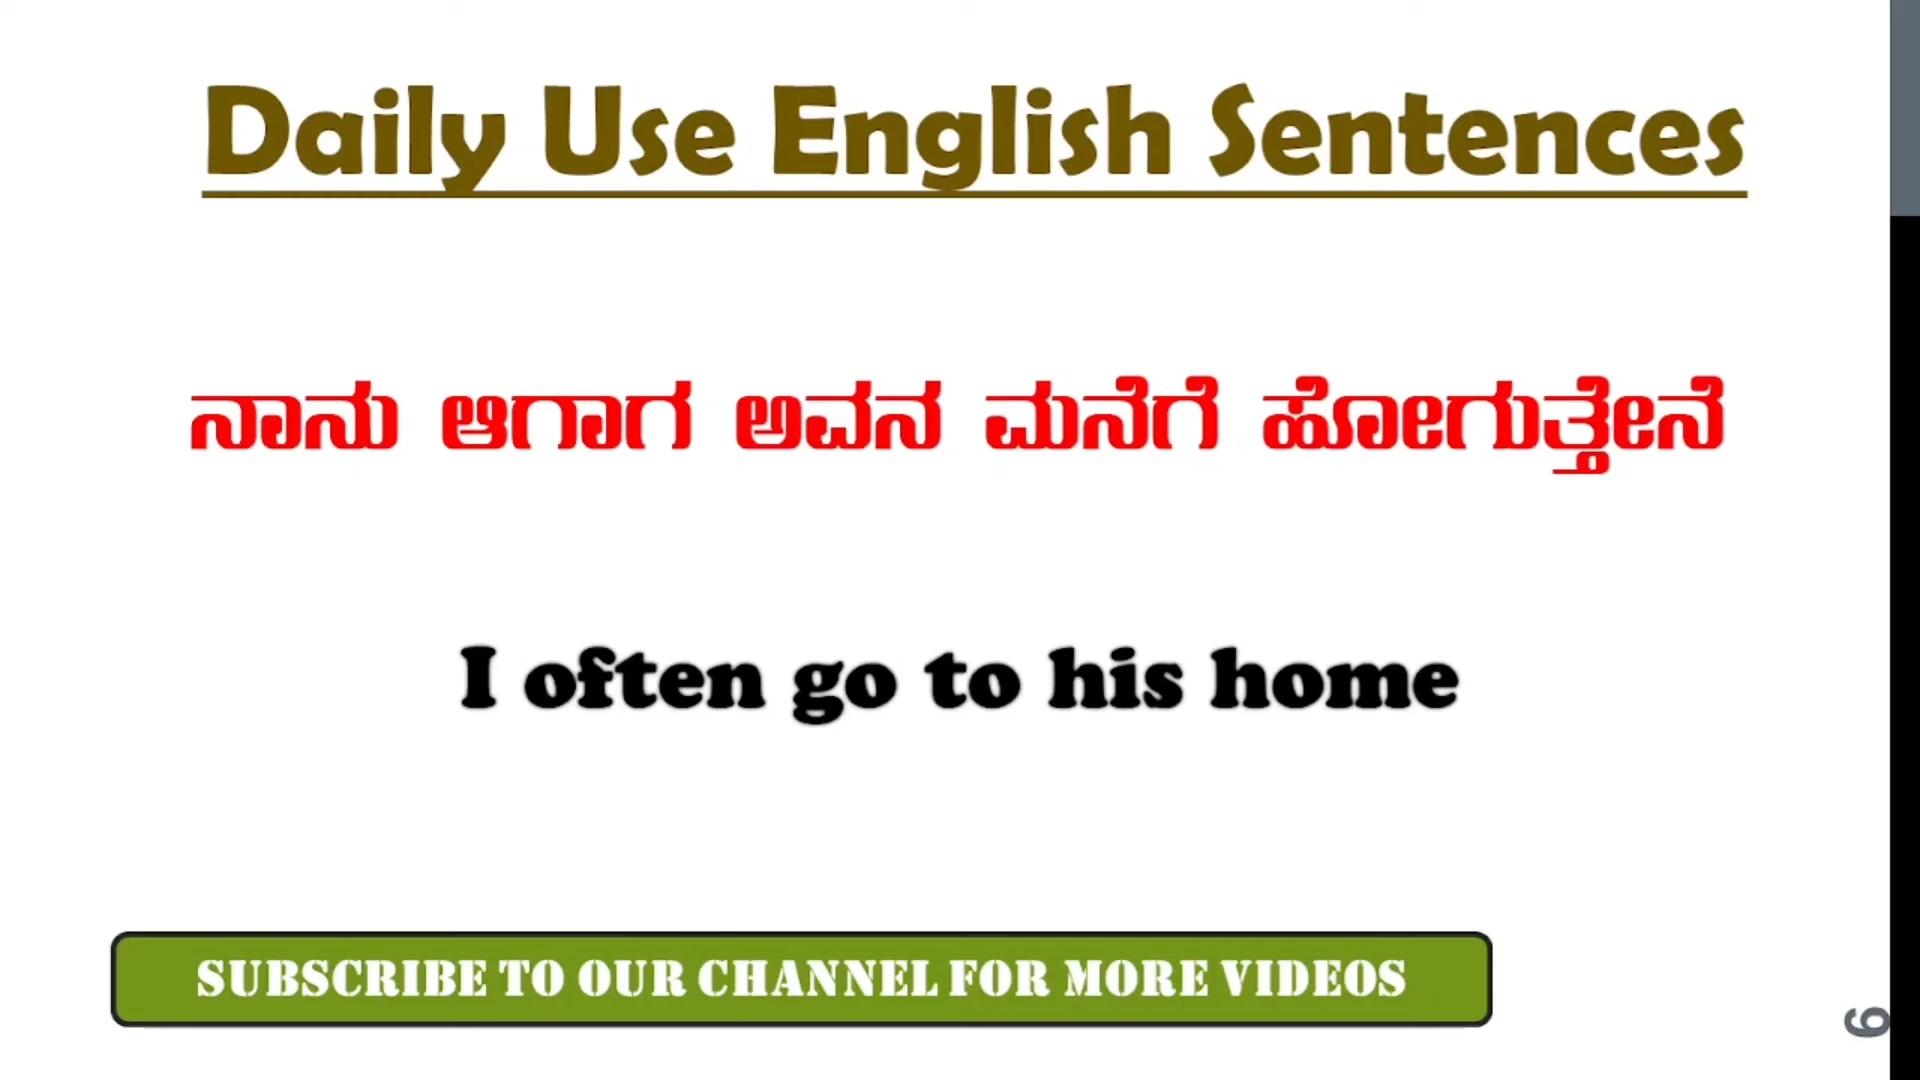 Daily Use English Sentences
ನಾನು ಆಗಾಗ ಅವನ ಮನೆಗೆ ಹೋಗುತ್ತೇನೆ
I often go to his home
SUBSCRIBE TO OUR CHANNEL FOR MORE VIDEOS
6